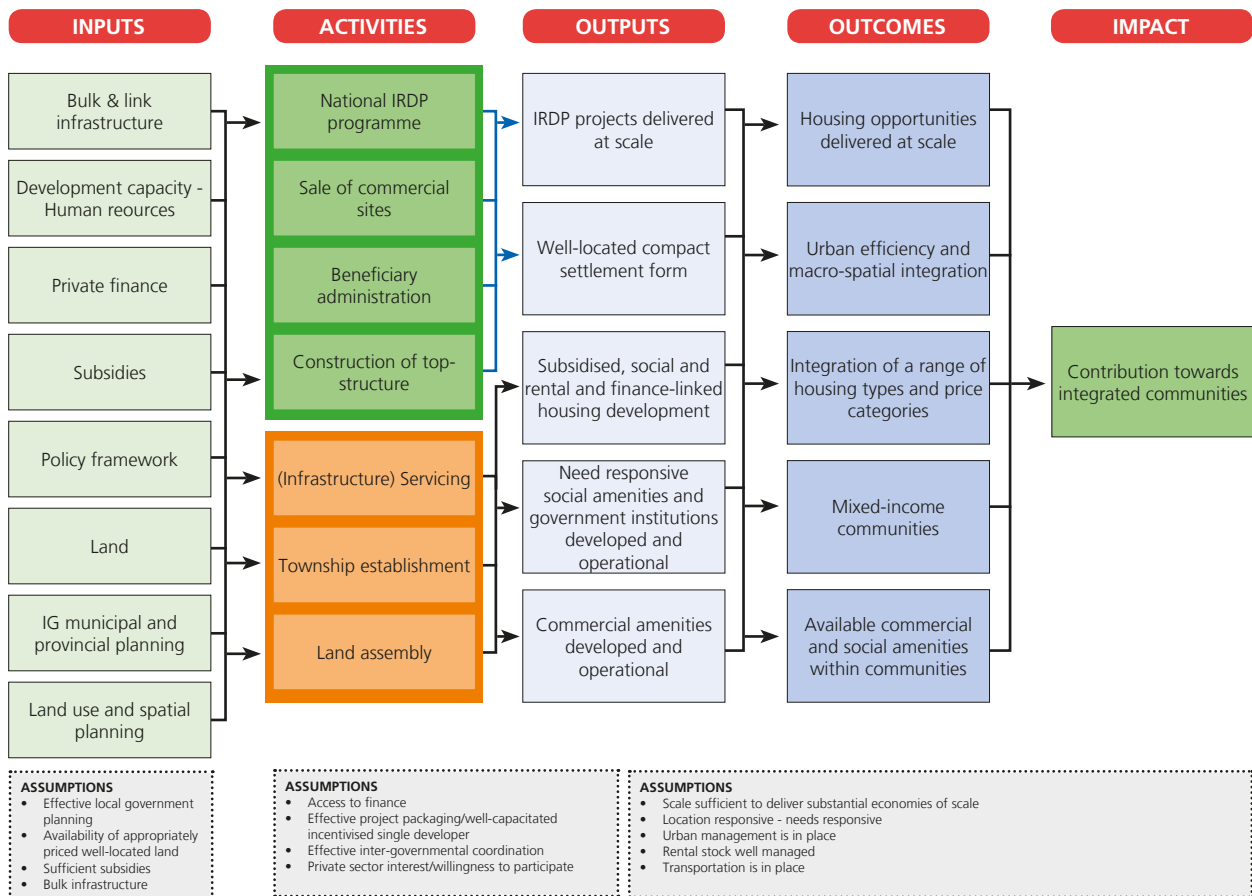 INPUTS
ACTIVITIES
OUTPUTS
OUTCOMES
IMPACT
Bulk & link
infrastructure
Development capacity -
Human reources
Private finance
Subsidies
Policy framework
Land
IG municipal and
provincial planning
Land use and spatial
planning
National IRDP
programme
Sale of commercial
sites
Beneficiary
administration
Construction of top-
structure
(Infrastructure) Servicing
Township establishment
Land assembly
IRDP projects delivered
at scale
Well-located compact
settlement form
Subsidised, social and
rental and finance-linked
housing development
Need responsive
social amenities and
government institutions
developed and
operational
Commercial amenities
developed and
operational
Housing opportunities
delivered at scale
Urban efficiency and
macro-spatial integration
Integration of a range of
housing types and price
categories
Mixed-income
communities
Available commercial
and social amenities
within communities
Contribution towards
integrated communities
ASSUMPTIONS
• Effective local government
planning
• Availability of appropriately
priced well-located land
• Sufficient subsidies
• Bulk infrastructure
ASSUMPTIONS
• Access to finance
• Effective project packaging/well-capacitated
incentivised single developer
• Effective inter-governmental coordination
• Private sector interest/willingness to participate
ASSUMPTIONS
• Scale sufficient to deliver substantial economies of scale
• Location responsive - needs responsive
• Urban management is in place
• Rental stock well managed
• Transportation is in place